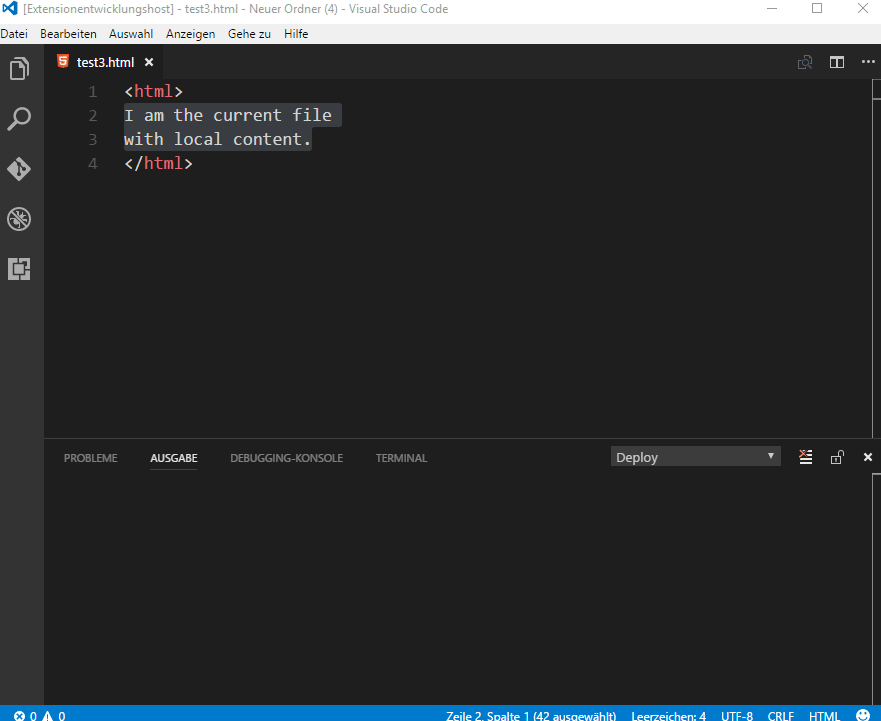 [Extensionentwicklungshost] - test3.html - Neuer Ordner (4) - Visual Studio Code
Datei Bearbeiten Auswahl Anzeigen Gehe zu Hilfe
test3.html
1 <html>
2 I am the current file
3 with local content.
4 </html>
PROBLEME AUSGABE DEBUGGING-KONSOLE TERMINAL Deploy
0 0 Zeile 2, Spalte 1 (42 ausgewählt) Leerzeichen: 4 UTF-8 CRLF HTML